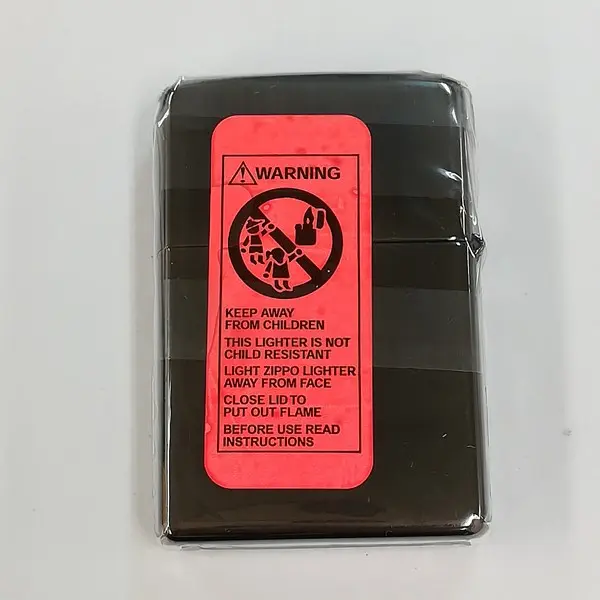 WARNING
KEEP AWAY
FROM CHILDREN
THIS LIGHTER IS NOT
CHILD RESISTANT
LIGHT ZIPPO LIGHTER
AWAY FROM FACE
CLOSE LID TO
PUT OUT FLAME
BEFORE USE READ
INSTRUCTIONS